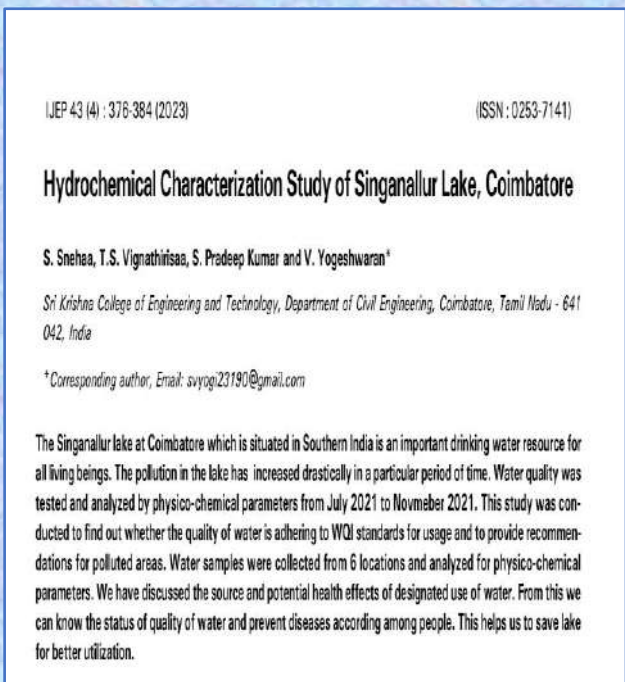 IJEP 43 (4) : 376-384 (2023) (ISSN : 0253-7141)
Hydrochemical Characterization Study of Singanallur Lake, Coimbatore
S. Snehaa, T.S. Vignathirisaa, S. Pradeep Kumar and V. Yogeshwaran*
Sri Krishna College of Engineering and Technology, Department of Civil Engineering, Coimbatore, Tamil Nadu - 641
042, India
*Corresponding author, Email: svyogi23190@gmail.com
The Singanallur lake at Coimbatore which is situated in Southern India is an important drinking water resource for
all living beings. The pollution in the lake has increased drastically in a particular period of time. Water quality was
tested and analyzed by physico-chemical parameters from July 2021 to Novmeber 2021. This study was con-
ducted to find out whether the quality of water is adhering to WQI standards for usage and to provide recommen-
dations for polluted areas. Water samples were collected from 6 locations and analyzed for physico-chemical
parameters. We have discussed the source and potential health effects of designated use of water. From this we
can know the status of quality of water and prevent diseases according among people. This helps us to save lake
for better utilization.